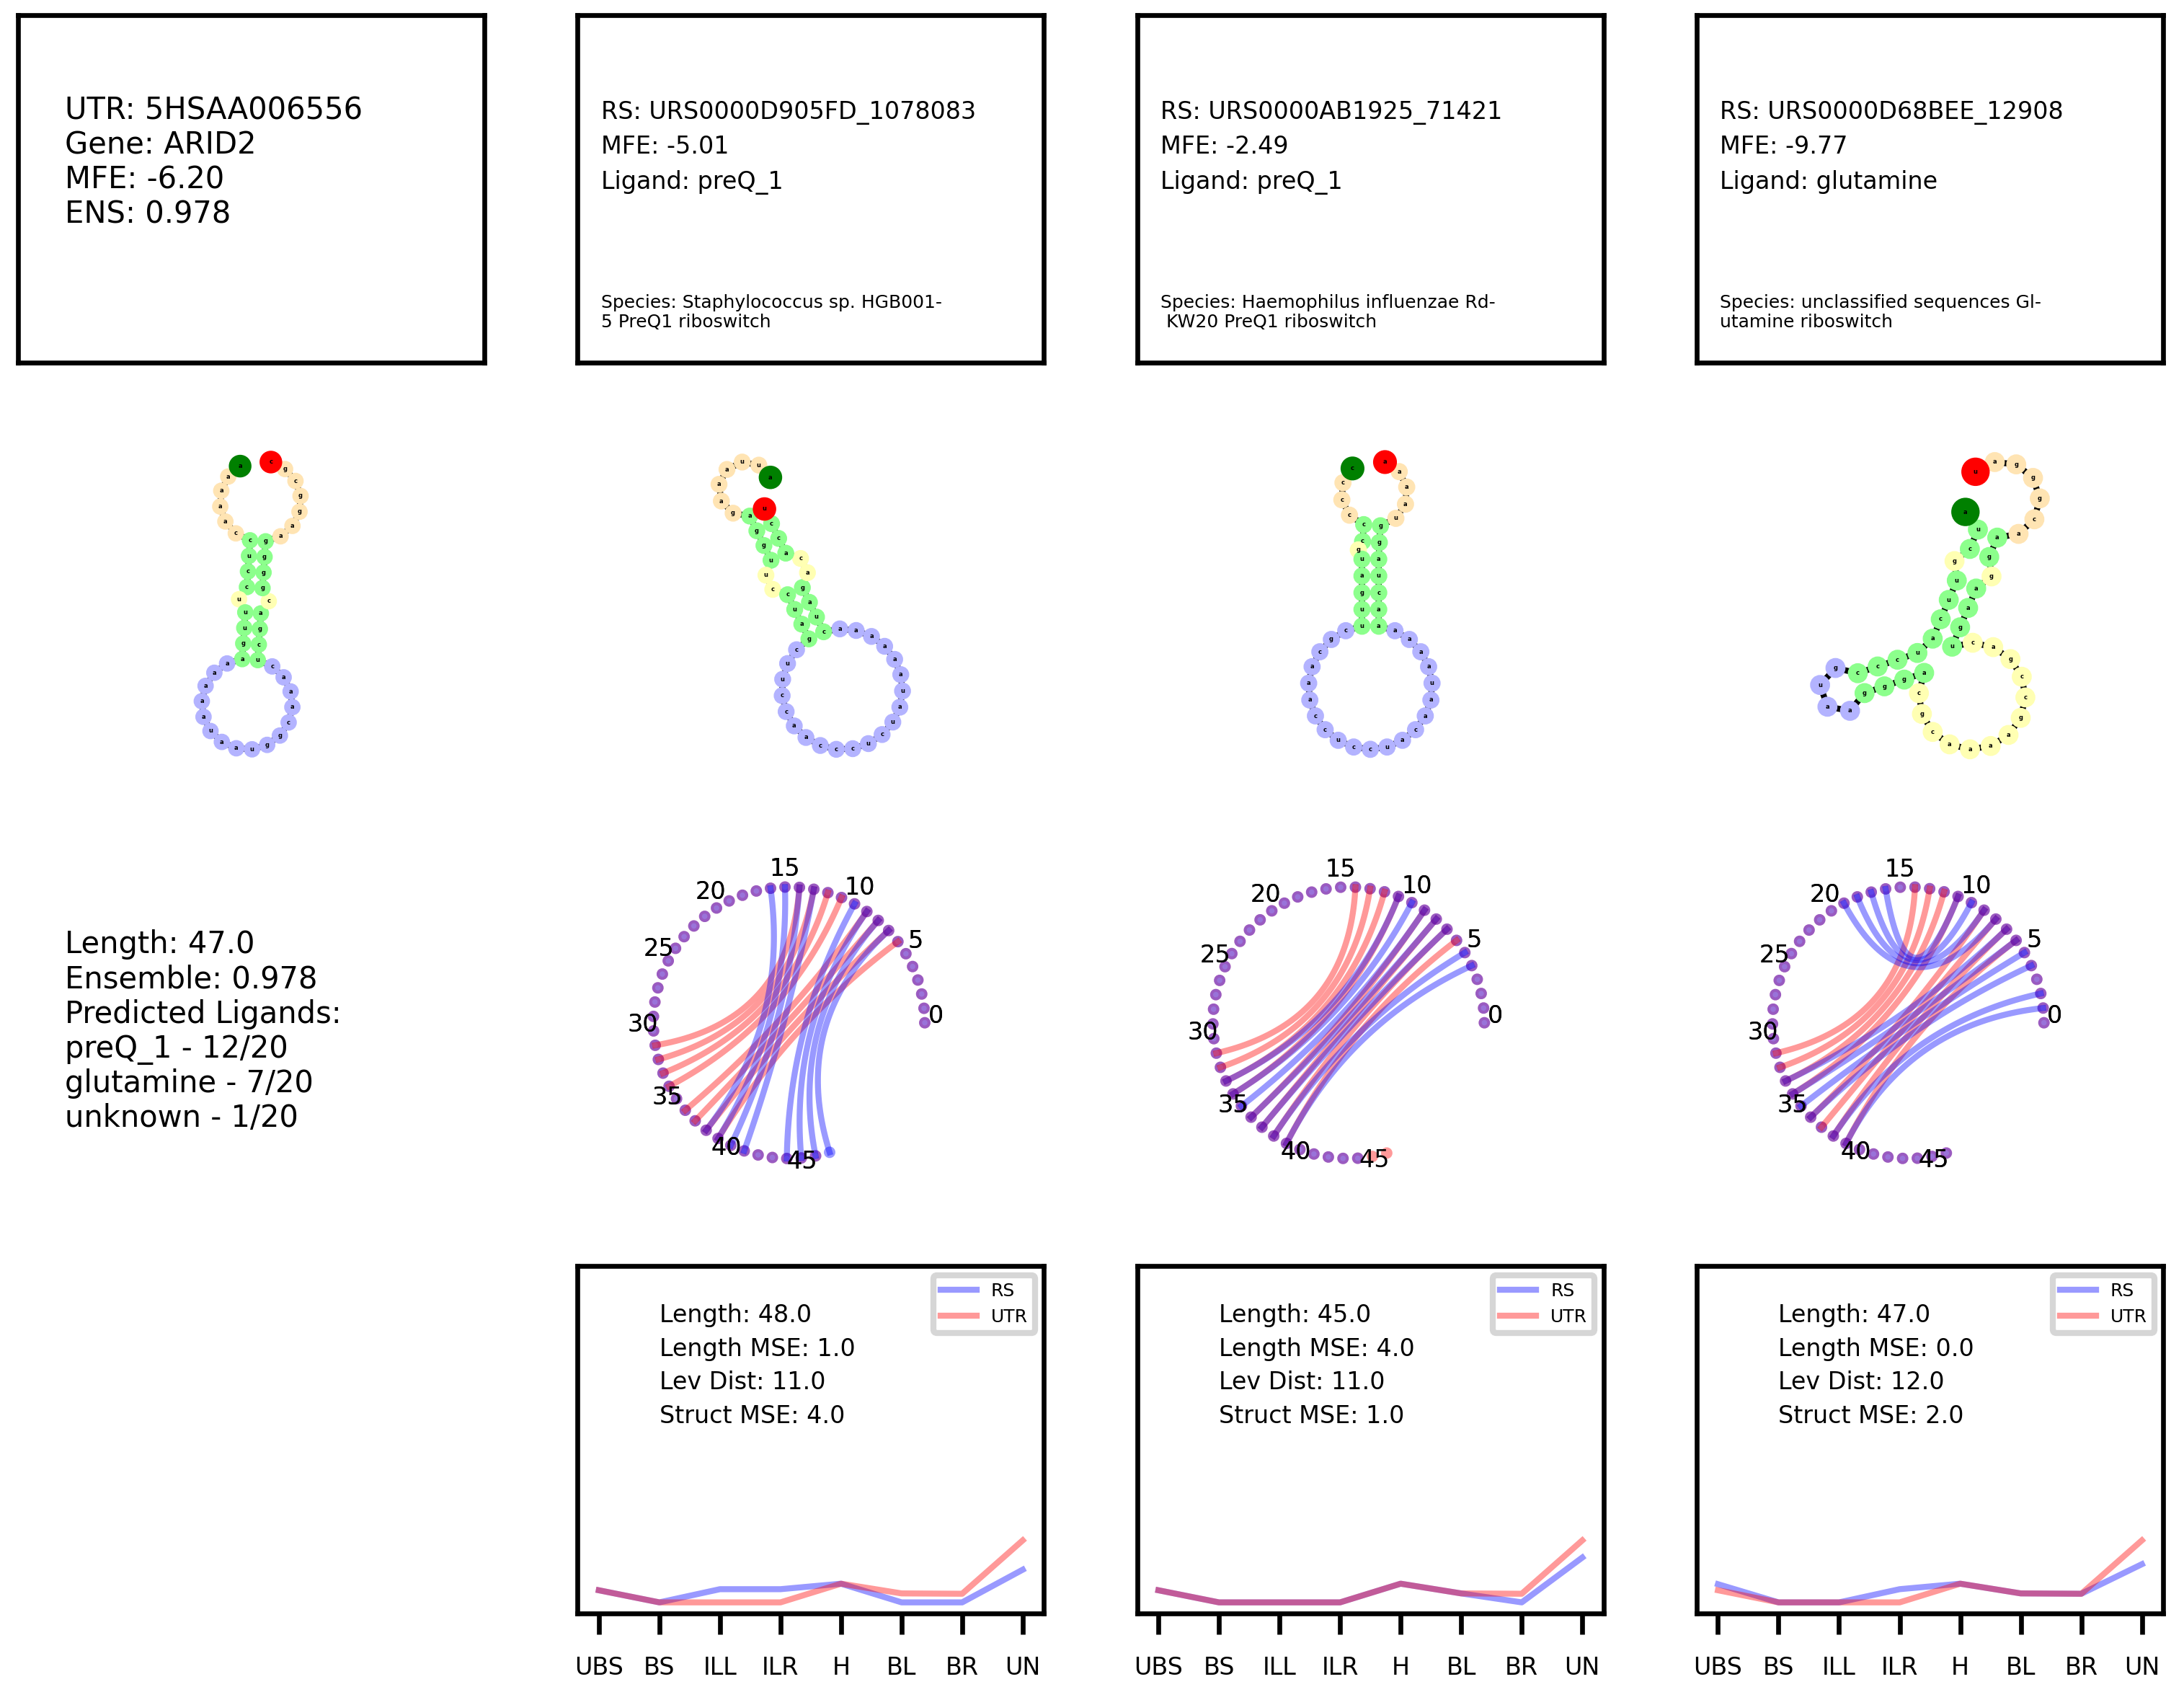 UTR: 5HSAA006556
Gene: ARID2
MFE: -6.20
ENS: 0.978
RS: URS0000D905FD_1078083
MFE: -5.01
Ligand: preQ_1
Species: Staphylococcus sp. HGB001-
5 PreQ1 riboswitch
RS: URS0000AB1925_71421
MFE: -2.49
Ligand: preQ_1
Species: Haemophilus influenzae Rd-
KW20 PreQ1 riboswitch
RS: URS0000D68BEE_12908
MFE: -9.77
Ligand: glutamine
Species: unclassified sequences Gl-
utamine riboswitch
Length: 47.0
Ensemble: 0.978
Predicted Ligands:
preQ_1 - 12/20
glutamine - 7/20
unknown - 1/20
0
5
10
15
20
25
30
35
40
45
0
5
10
15
20
25
30
35
40
45
0
5
10
15
20
25
30
35
40
45
RS
UTR
Length: 48.0
Length MSE: 1.0
Lev Dist: 11.0
Struct MSE: 4.0
UBS BS ILL ILR H BL BR UN
RS
UTR
Length: 45.0
Length MSE: 4.0
Lev Dist: 11.0
Struct MSE: 1.0
UBS BS ILL ILR H BL BR UN
RS
UTR
Length: 47.0
Length MSE: 0.0
Lev Dist: 12.0
Struct MSE: 2.0
UBS BS ILL ILR H BL BR UN